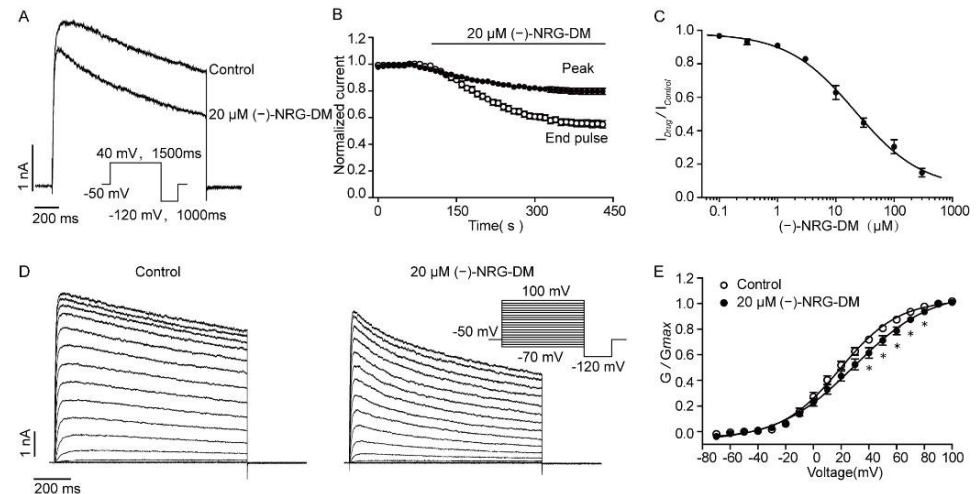 A
Control
20 µM (−)-NRG-DM
1 nA
200 ms
40 mV, 1500ms
-50 mV
-120 mV, 1000ms
B
20 µM (−)-NRG-DM
Normalized current
1.2
1.0
0.8
0.6
0.4
0.2
0.0
Peak
End pulse
0 150 300 450
Time( s )
C
I Drug / I Control
1.0
0.8
0.6
0.4
0.2
0.0
0.1 1 10 100 1000
(−)-NRG-DM (µM)
D
Control
20 µM (−)-NRG-DM
1 nA
200 ms
100 mV
-50 mV
-70 mV
-120 mV
E
Control
20 µM (−)-NRG-DM
G / Gmax
1.0
0.8
0.6
0.4
0.2
0.0
* * * * *
-80 -60 -40 -20 0 20 40 60 80 100
Voltage(mV)